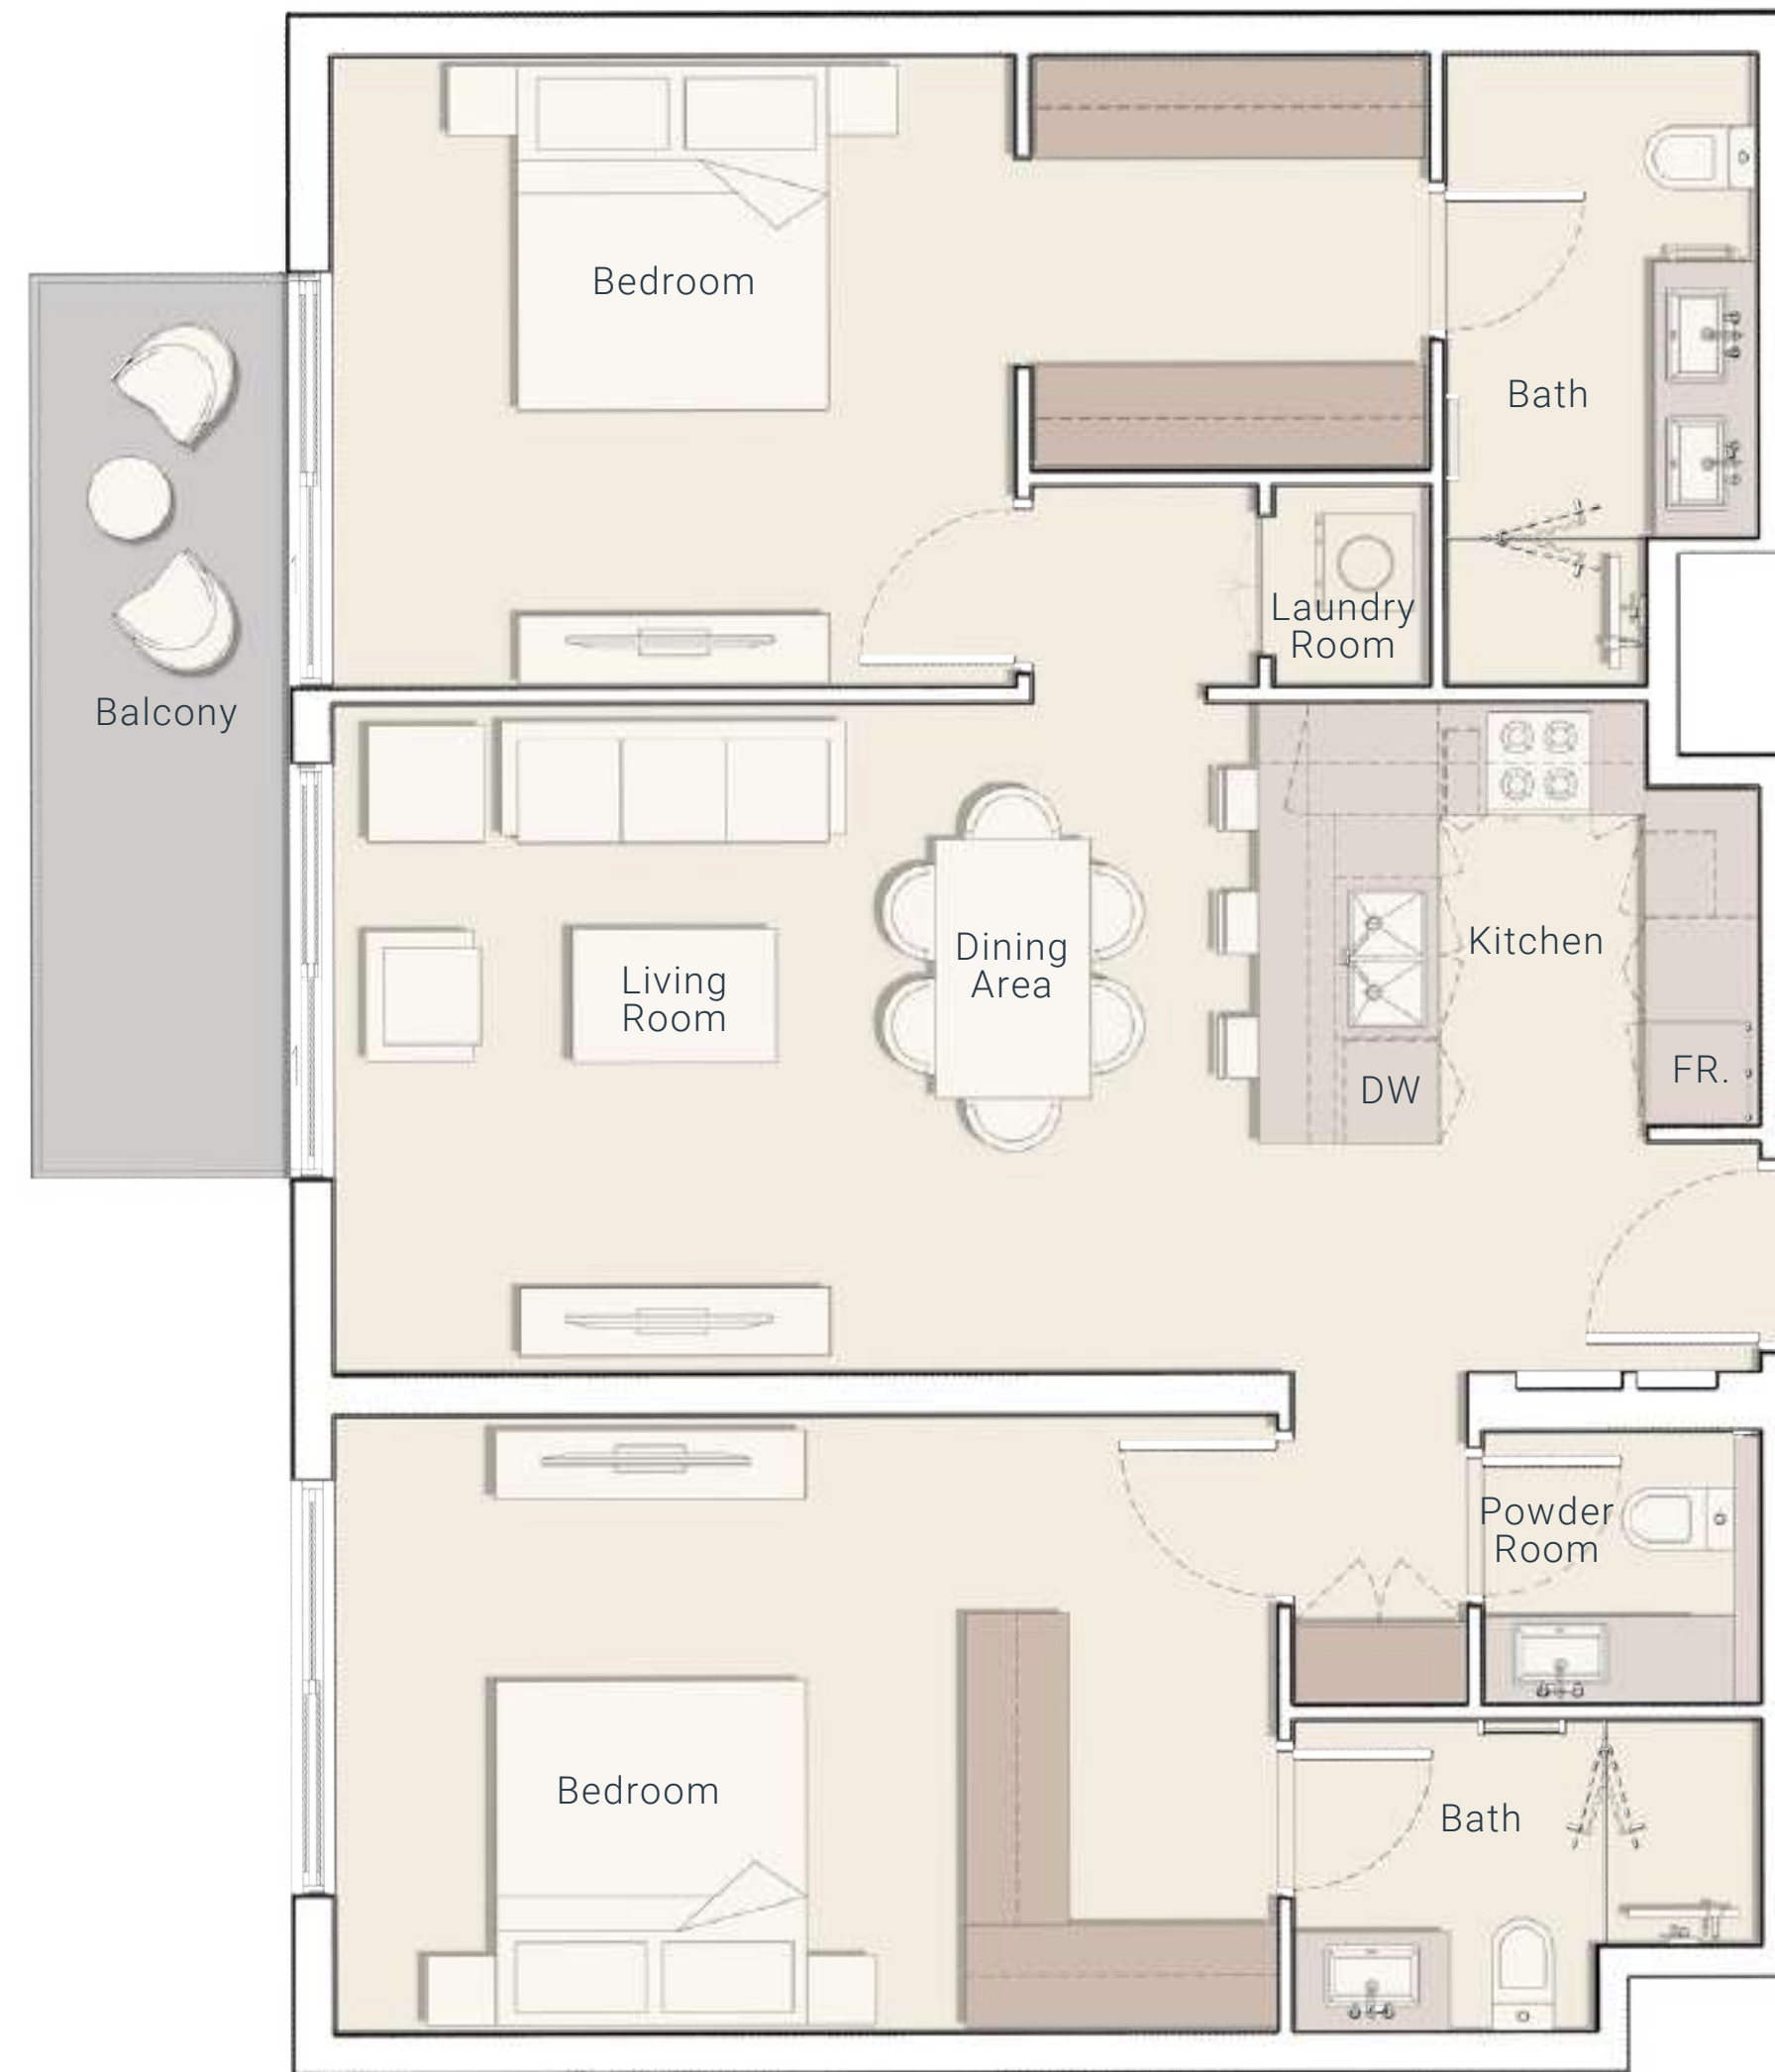 Bedroom
Bath
Laundry
Room
Balcony
Living
Room
Dining
Area
Kitchen
DW
FR.
Powder
Room
Bedroom
Bath